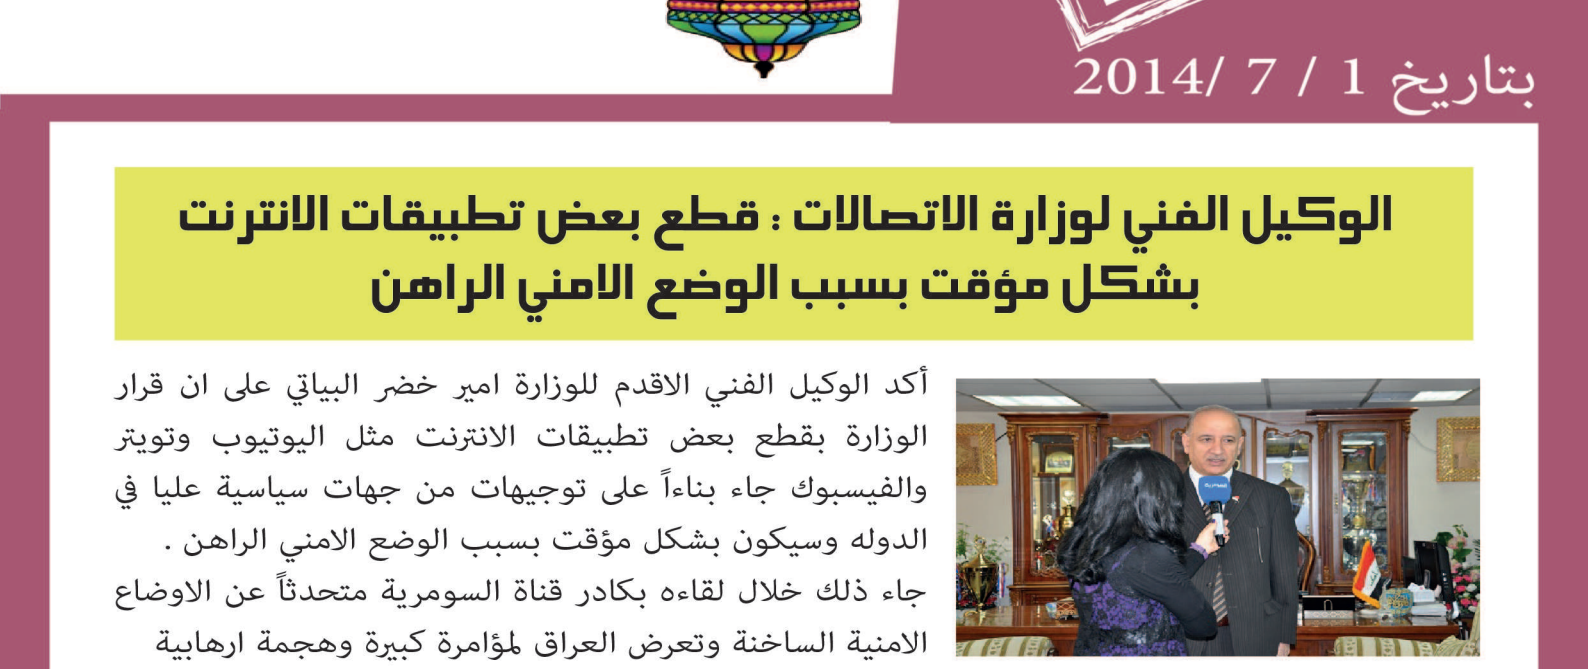 بتاريخ 1 / 7 /2014
الوكيل الفني لوزارة الاتصالات : قطع بعض تطبيقات الانترنت
بشكل مؤقت بسبب الوضع الامني الراهن
أكد الوكيل الفني الاقدم للوزارة امير خضر البياتي على ان قرار
الوزارة بقطع بعض تطبيقات الانترنت مثل اليوتيوب وتويتر
والفيسبوك جاء بناءاً على توجيهات من جهات سياسية عليا في
الدوله وسيكون بشكل مؤقت بسبب الوضع الامني الراهن .
جاء ذلك خلال لقاءه بكادر قناة السومرية متحدثاً عن الاوضاع
الامنية الساخنة وتعرض العراق لمؤامرة كبيرة وهجمة ارهابية